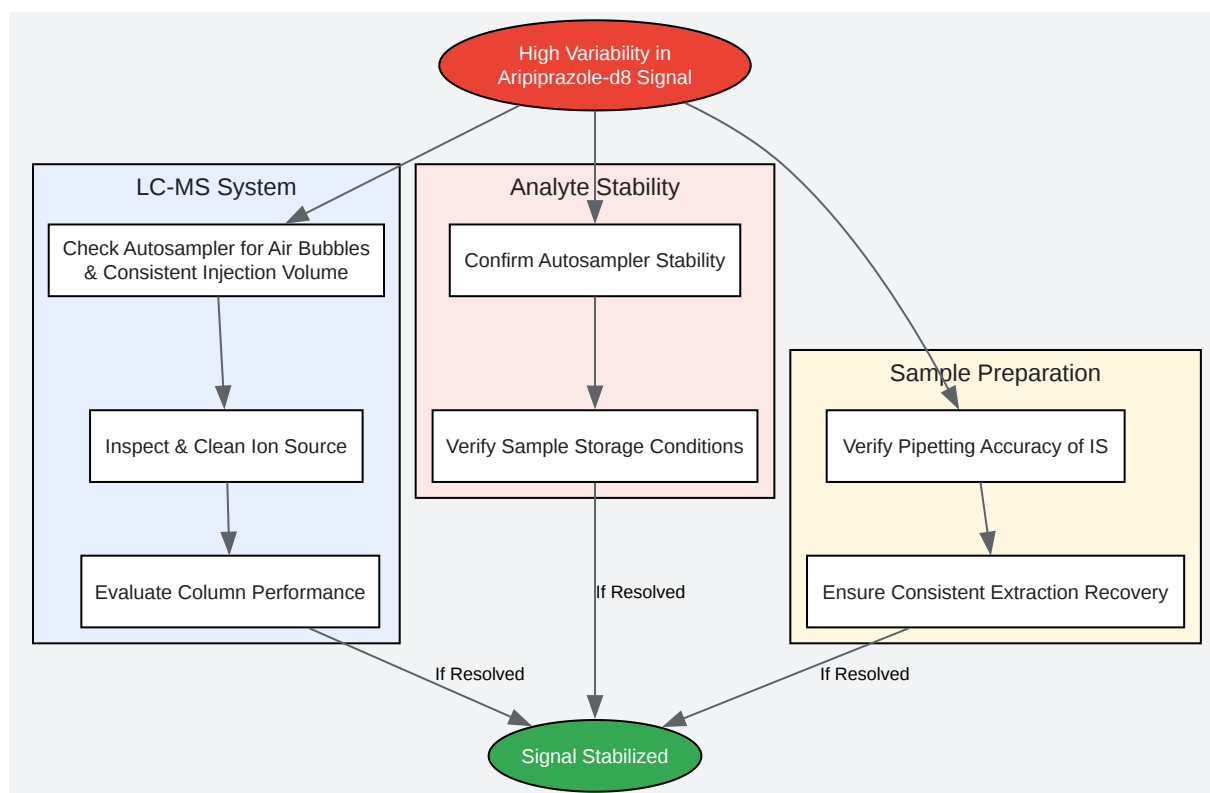 High Variability in
Aripiprazole-d8 Signal
LC-MS System
Check Autosampler for Air Bubbles
& Consistent Injection Volume
Inspect & Clean Ion Source
Evaluate Column Performance
Analyte Stability
Confirm Autosampler Stability
Verify Sample Storage Conditions
Sample Preparation
Verify Pipetting Accuracy of IS
Ensure Consistent Extraction Recovery
If Resolved
If Resolved
If Resolved
Signal Stabilized